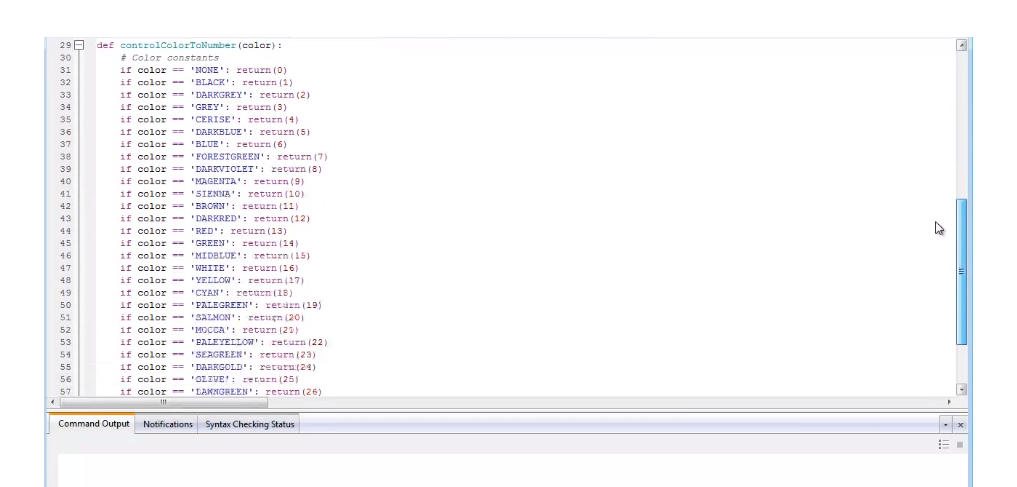 29 def controlColorToNumber(color):
30 # Color constants
31 if color == 'NONE': return(0)
32 if color == 'BLACK': return(1)
33 if color == 'DARKGREY': return(2)
34 if color == 'GREY': return(3)
35 if color == 'CERISE': return(4)
36 if color == 'DARKBLUE': return(5)
37 if color == 'BLUE': return(6)
38 if color == 'FORESTGREEN': return(7)
39 if color == 'DARKVIOLET': return(8)
40 if color == 'MAGENTA': return(9)
41 if color == 'SIENNA': return(10)
42 if color == 'BROWN': return(11)
43 if color == 'DARKRED': return(12)
44 if color == 'RED': return(13)
45 if color == 'GREEN': return(14)
46 if color == 'MIDBLUE': return(15)
47 if color == 'WHITE': return(16)
48 if color == 'YELLOW': return(17)
49 if color == 'CYAN': return(18)
50 if color == 'PALEGREEN': return(19)
51 if color == 'SALMON': return(20)
52 if color == 'MOCCA': return(21)
53 if color == 'PALEYELLOW': return(22)
54 if color == 'SEAGREEN': return(23)
55 if color == 'DARKGOLD': return(24)
56 if color == 'OLIVE': return(25)
57 if color == 'LAWNGREEN': return(26)
Command Output Notifications Syntax Checking Status